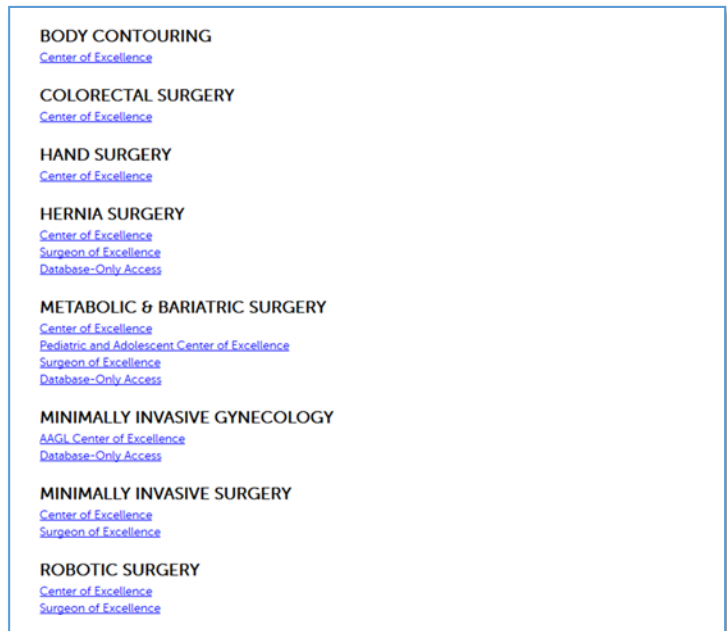 BODY CONTOURING
Center of Excellence
COLORECTAL SURGERY
Center of Excellence
HAND SURGERY
Center of Excellence
HERNIA SURGERY
Center of Excellence
Surgeon of Excellence
Database-Only Access
METABOLIC & BARIATRIC SURGERY
Center of Excellence
Pediatric and Adolescent Center of Excellence
Surgeon of Excellence
Database-Only Access
MINIMALLY INVASIVE GYNECOLOGY
AAGL Center of Excellence
Database-Only Access
MINIMALLY INVASIVE SURGERY
Center of Excellence
Surgeon of Excellence
ROBOTIC SURGERY
Center of Excellence
Surgeon of Excellence